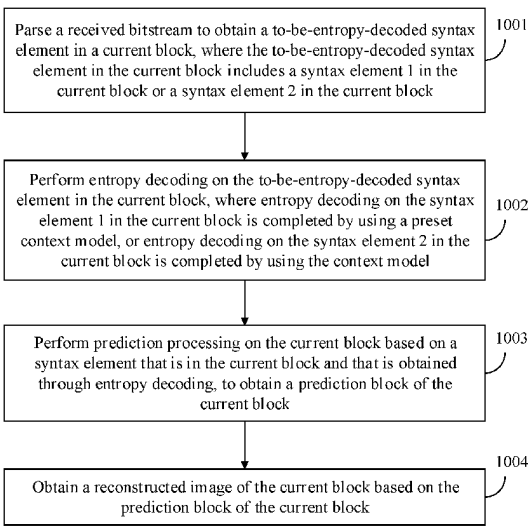 Parse a received bitstream to obtain a to-be-entropy-decoded syntax
element in a current block, where the to-be-entropy-decoded syntax
element in the current block includes a syntax element 1 in the
current block or a syntax element 2 in the current block
1001
Perform entropy decoding on the to-be-entropy-decoded syntax
element in the current block, where entropy decoding on the syntax
element 1 in the current block is completed by using a preset
context model, or entropy decoding on the syntax element 2 in the
current block is completed by using the context model
1002
Perform prediction processing on the current block based on a
syntax element that is in the current block and that is obtained
through entropy decoding, to obtain a prediction block of the
current block
1003
Obtain a reconstructed image of the current block based on the
prediction block of the current block
1004